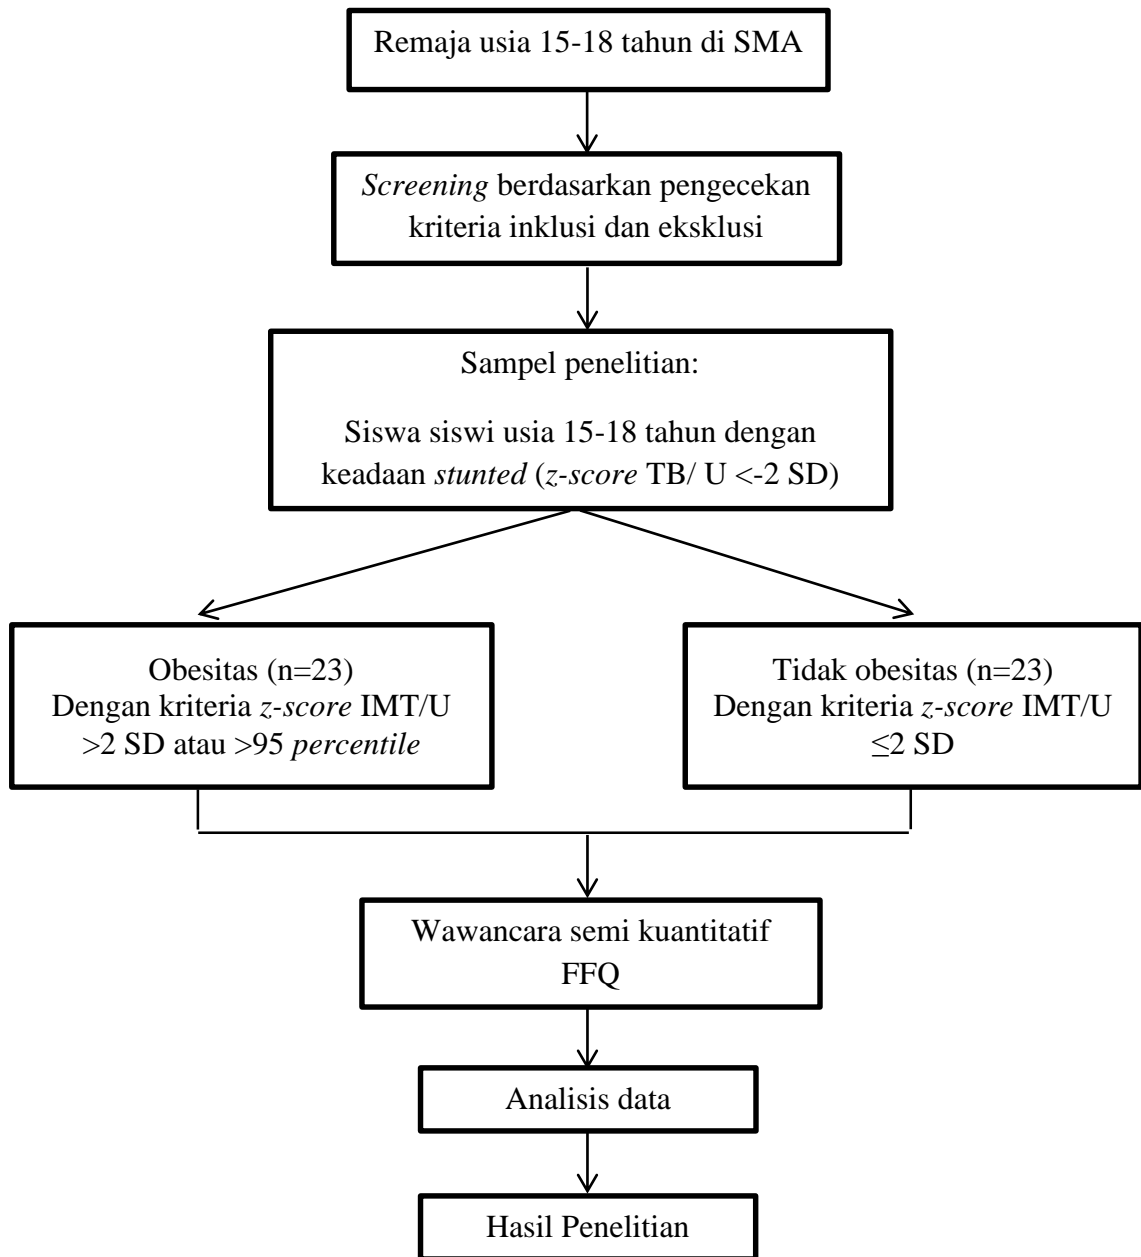 Remaja usia 15-18 tahun di SMA
Screening berdasarkan pengecekan
kriteria inklusi dan eksklusi
Sampel penelitian:
Siswa siswi usia 15-18 tahun dengan
keadaan stunted (z-score TB/ U <-2 SD)
Obesitas (n=23)
Dengan kriteria z-score IMT/U
>2 SD atau >95 percentile
Tidak obesitas (n=23)
Dengan kriteria z-score IMT/U
≤2 SD
Wawancara semi kuantitatif
FFQ
Analisis data
Hasil Penelitian